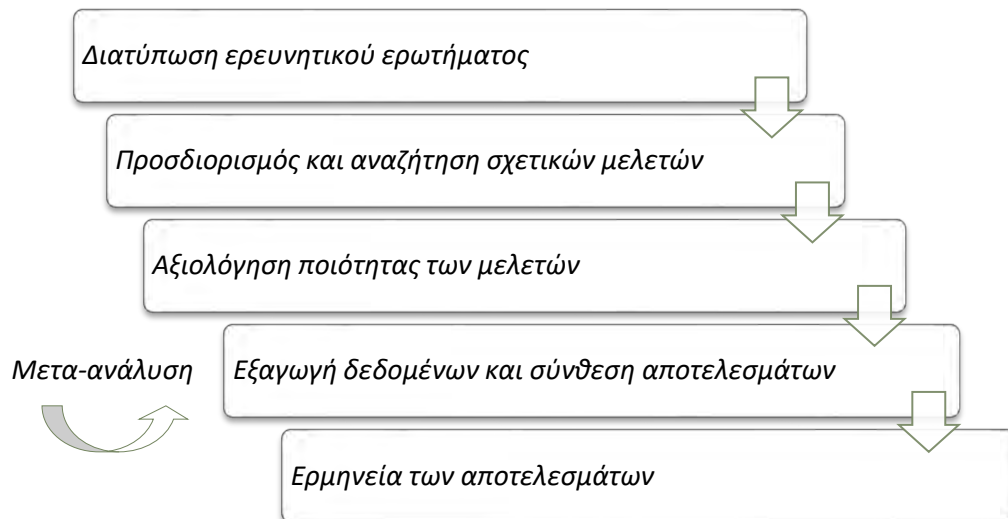 Διατύπωση ερευνητικού ερωτήματος
Προσδιορισμός και αναζήτηση σχετικών μελετών
Αξιολόγηση ποιότητας των μελετών
Μετα-ανάλυση
Εξαγωγή δεδομένων και σύνθεση αποτελεσμάτων
Ερμηνεία των αποτελεσμάτων